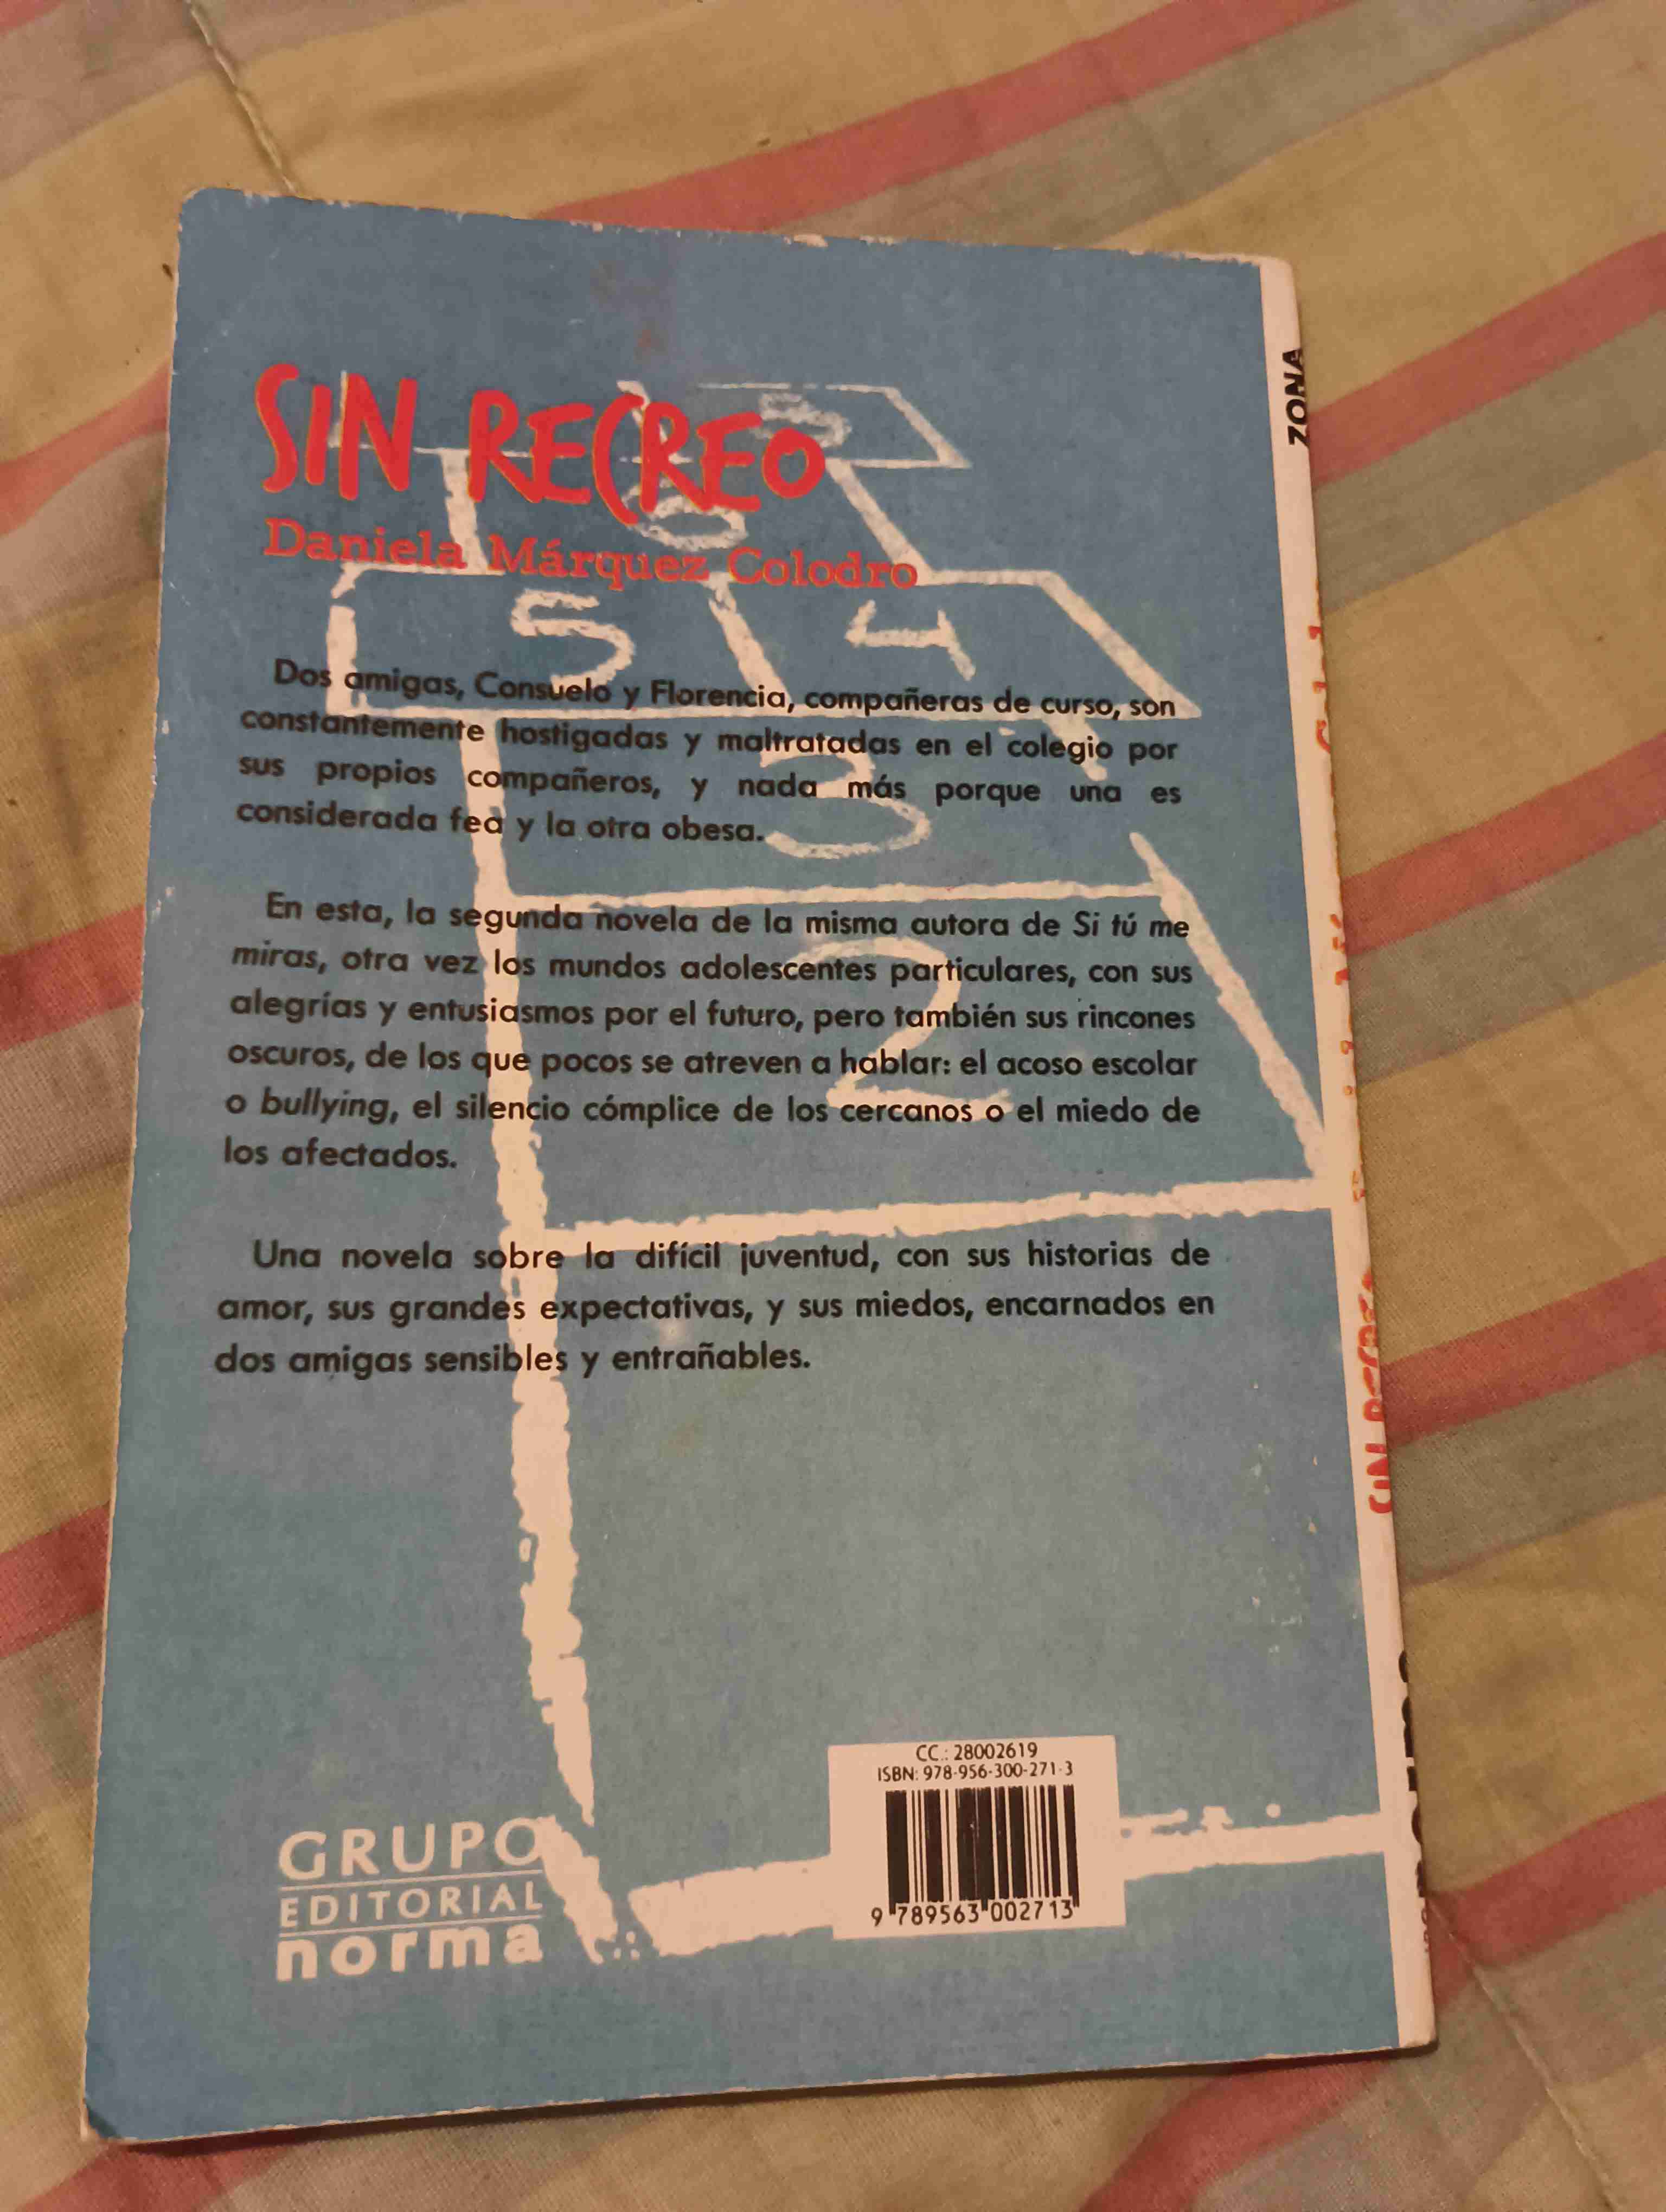 SIN RECREO
Daniela Márquez Colodro
5 4
Dos amigas, Consuelo y Florencia, compañeras de curso, son
constantemente hostigadas y maltratadas en el colegio por
sus propios compañeros, y nada más porque una es
considerada fea y la otra obesa.
3
En esta, la segunda novela de la misma autora de Si tú me
miras, otra vez los mundos adolescentes particulares, con sus
alegrías y entusiasmos por el futuro, pero también sus rincones
oscuros, de los que pocos se atreven a hablar: el acoso escolar
o bullying, el silencio cómplice de los cercanos o el miedo de
los afectados.
2
Una novela sobre la difícil juventud, con sus historias de
amor, sus grandes expectativas, y sus miedos, encarnados en
dos amigas sensibles y entrañables.
GRUPO
EDITORIAL
norma
CC.: 28002619
ISBN: 978-956-300-271-3
9 789563 002713
ZONA
SIN RECREO